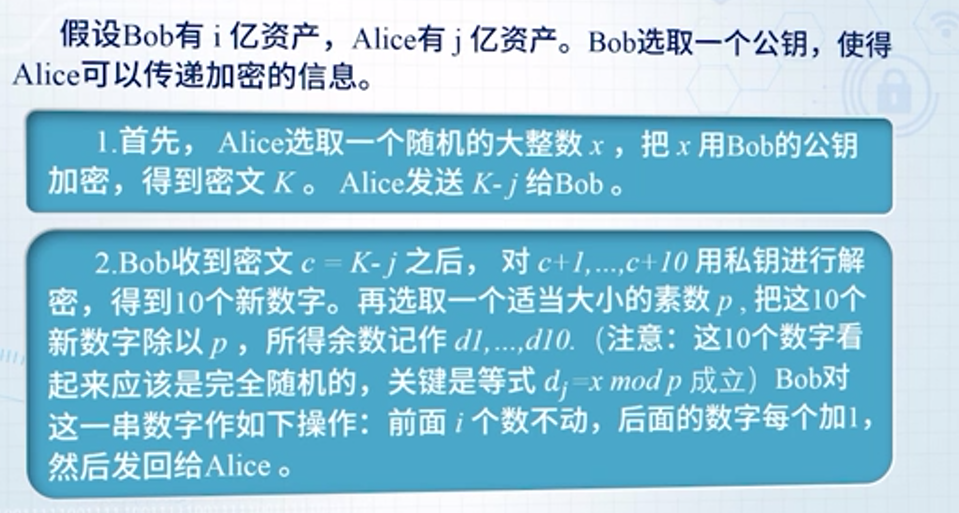 假设Bob有 i 亿资产，Alice有 j 亿资产。Bob选取一个公钥，使得
Alice可以传递加密的信息。
1.首先， Alice选取一个随机的大整数 x ，把 x 用Bob的公钥
加密，得到密文 K 。 Alice发送 K- j 给Bob 。
2.Bob收到密文 c = K- j 之后， 对 c+1,...,c+10 用私钥进行解
密，得到10个新数字。再选取一个适当大小的素数 p , 把这10个
新数字除以 p ，所得余数记作 d1,...,d10.（注意：这10个数字看
起来应该是完全随机的，关键是等式 dj=x mod p 成立）Bob对
这一串数字作如下操作：前面 i 个数不动，后面的数字每个加1，
然后发回给Alice 。